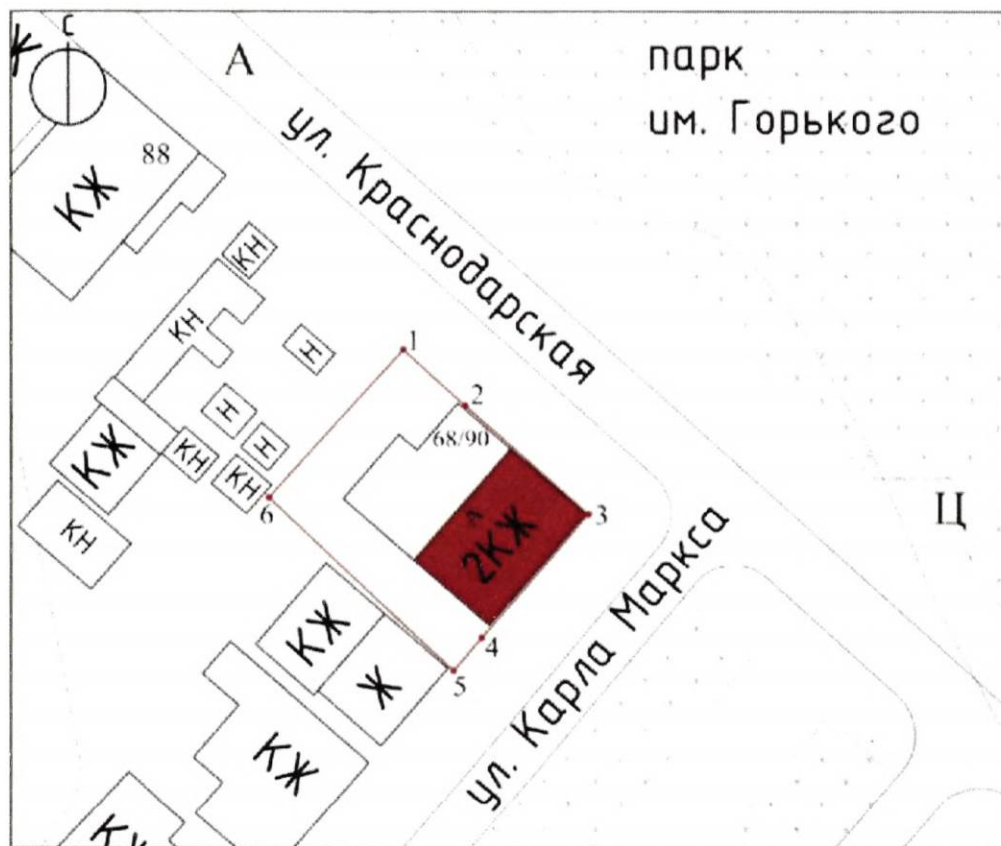 Ж
С
А
парк
им. Горького
ул. Краснодарская
88
КЖ
КН
КН
Н
1
2
68/90
Н
Н
КЖ
КН
КН
6
3
А
2КЖ
Ц
КН
ул. Карла Маркса
КЖ
4
Ж
5
КЖ
КЖ